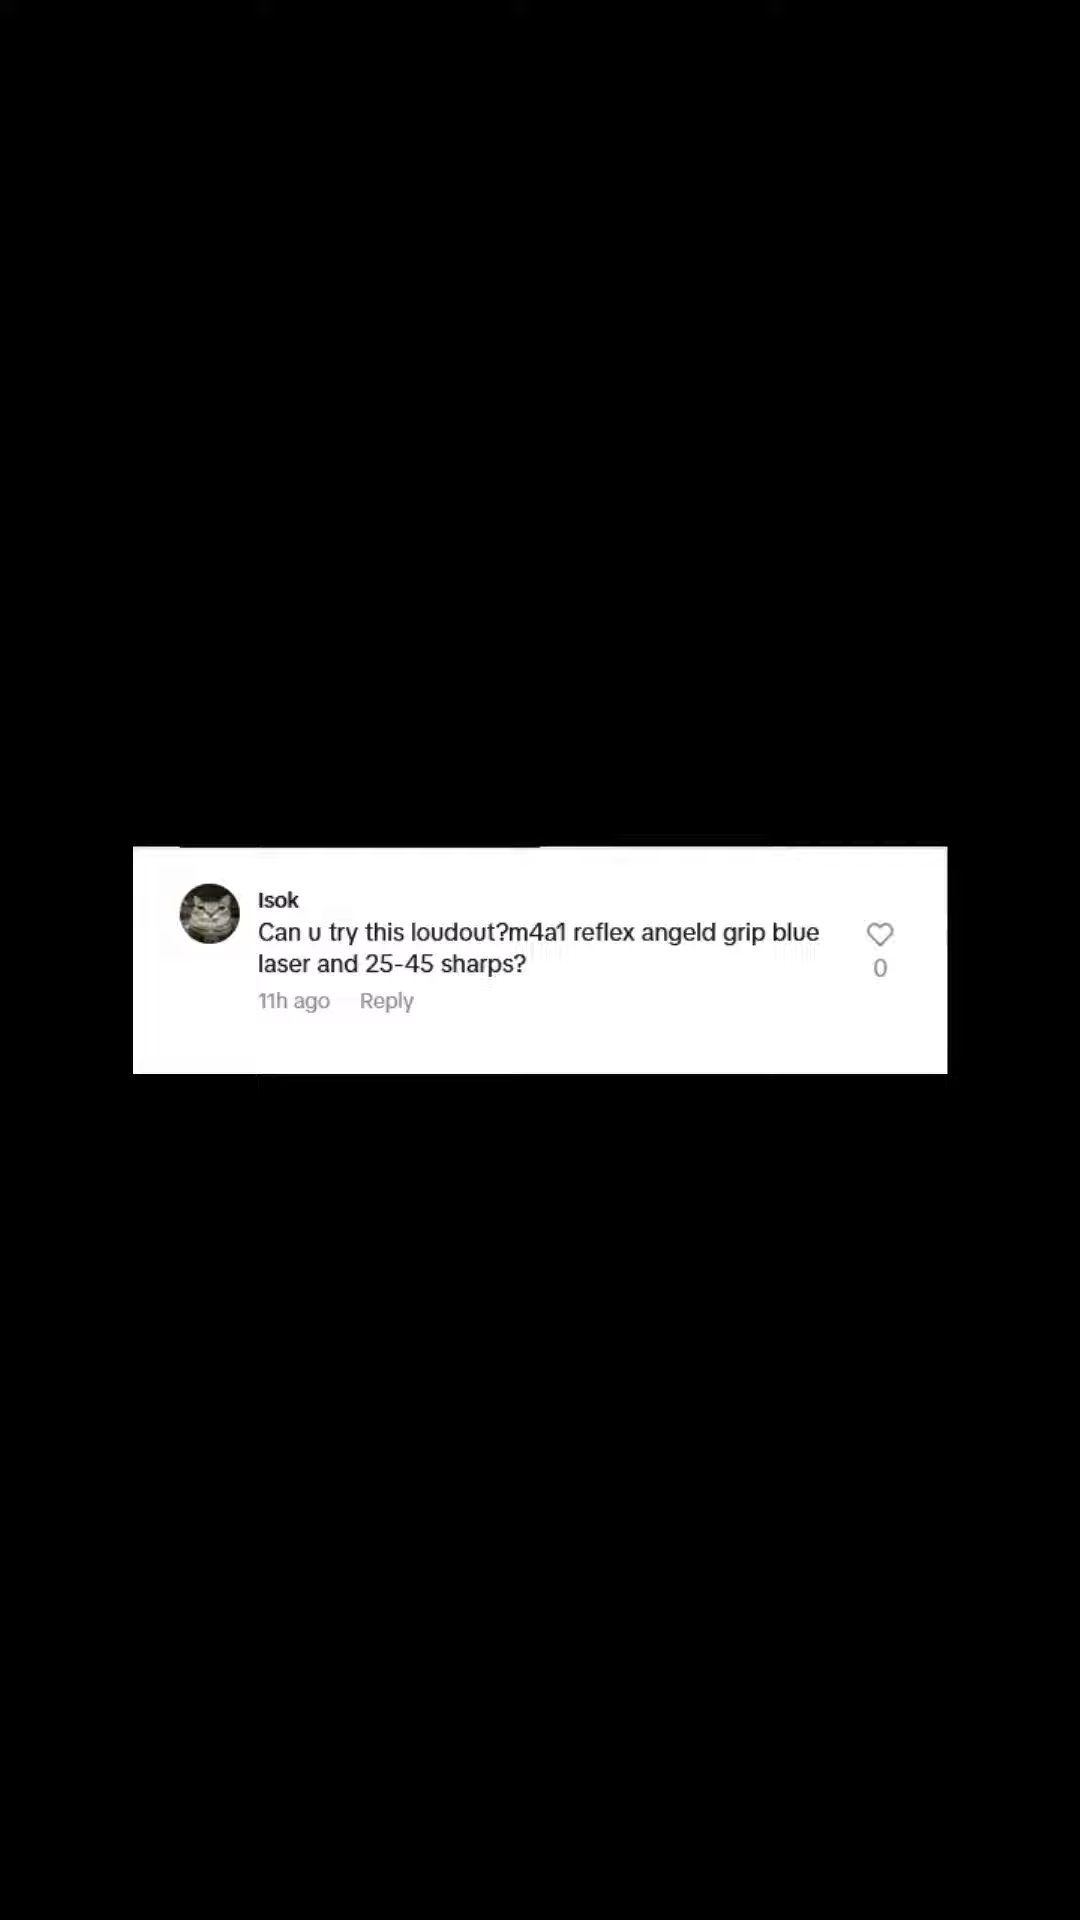 Isok
Can u try this loudout?m4a1 reflex angeld grip blue
laser and 25-45 sharps?
11h ago Reply
0